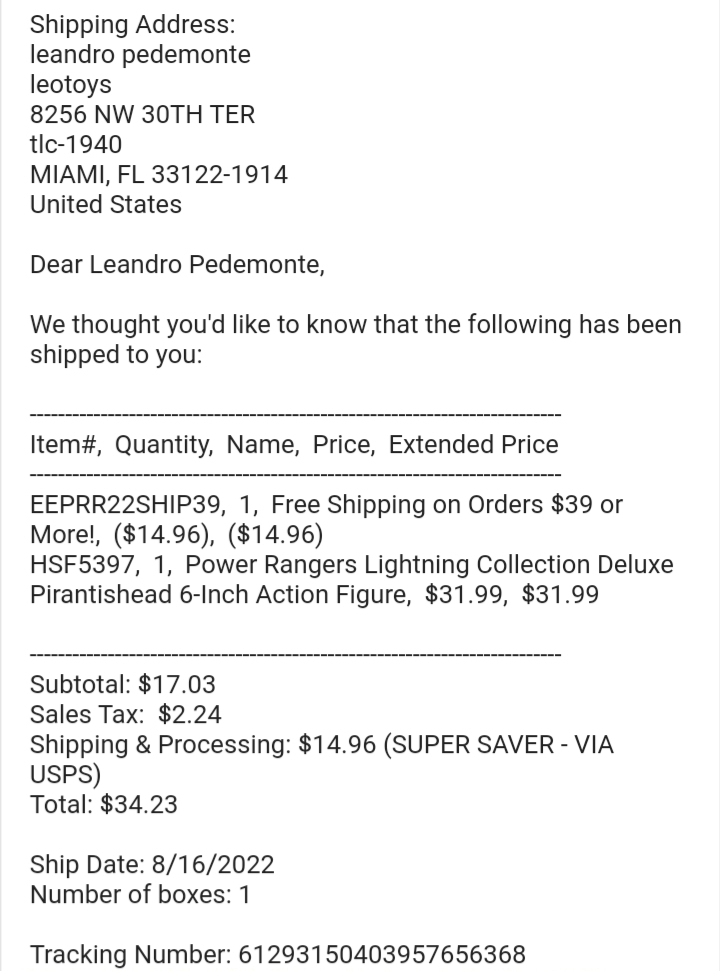 Shipping Address:
leandro pedemonte
leotoys
8256 NW 30TH TER
tlc-1940
MIAMI, FL 33122-1914
United States
Dear Leandro Pedemonte,
We thought you'd like to know that the following has been
shipped to you:
---------------------------------------------------------------------------
Item#,  Quantity,  Name,  Price,  Extended Price
---------------------------------------------------------------------------
EEPRR22SHIP39,  1,  Free Shipping on Orders $39 or
More!,  ($14.96),  ($14.96)
HSF5397,  1,  Power Rangers Lightning Collection Deluxe
Pirantishead 6-Inch Action Figure,  $31.99,  $31.99
---------------------------------------------------------------------------
Subtotal: $17.03
Sales Tax:  $2.24
Shipping & Processing: $14.96 (SUPER SAVER - VIA
USPS)
Total: $34.23
Ship Date: 8/16/2022
Number of boxes: 1
Tracking Number: 61293150403957656368